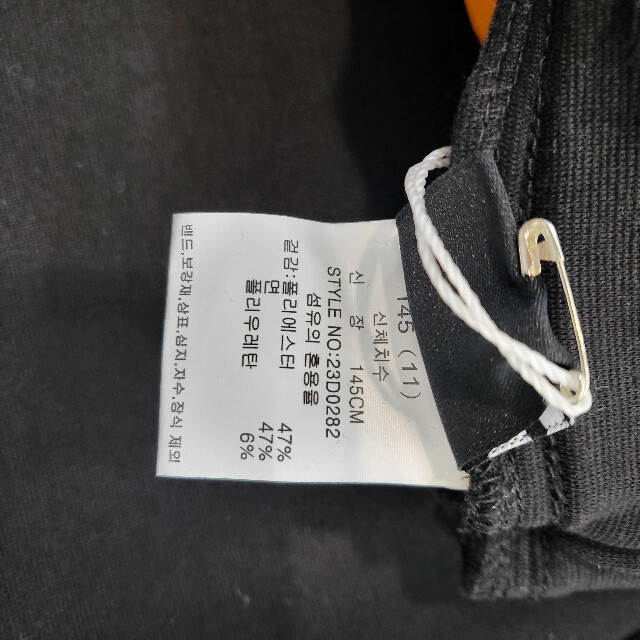 145 (11)
신체치수
신 장 145CM
STYLE NO:23D0282
섬유의 혼용율
겉감:폴리에스터 47%
면 47%
폴리우레탄 6%
밴드,보강재,상표,심지,자수,장식 제외